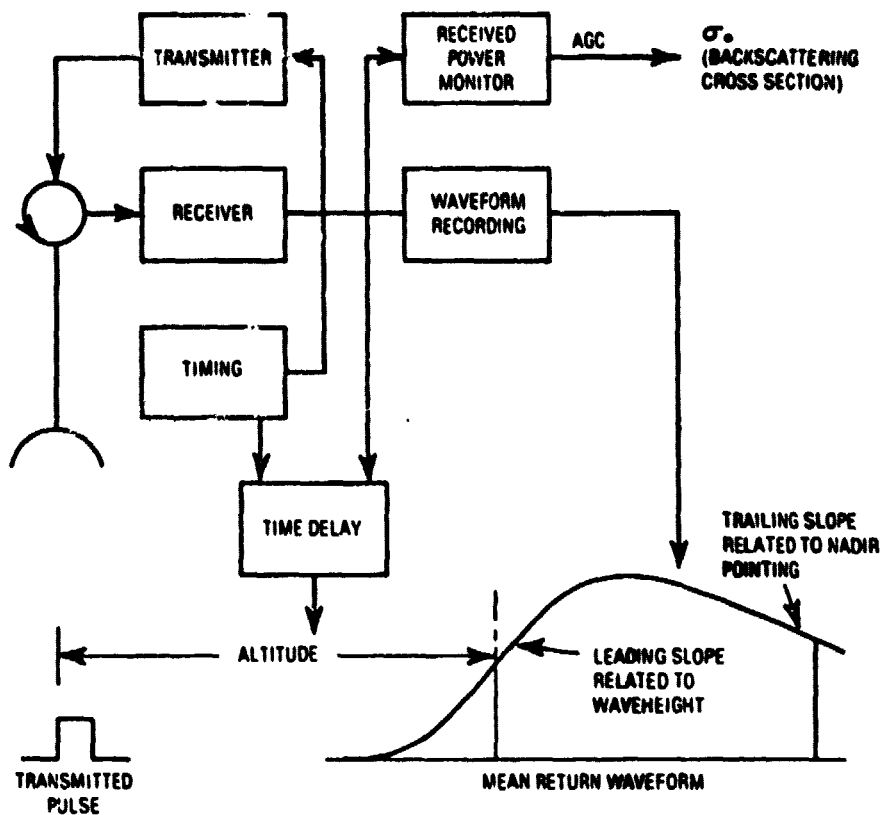 TRANSMITTER
RECEIVED
POWER
MONITOR
AGC
σ₀
(BACKSCATTERING
CROSS SECTION)
RECEIVER
WAVEFORM
RECORDING
TIMING
TIME DELAY
TRAILING SLOPE
RELATED TO NADIR
POINTING
ALTITUDE
LEADING SLOPE
RELATED TO
WAVEHEIGHT
TRANSMITTED
PULSE
MEAN RETURN WAVEFORM